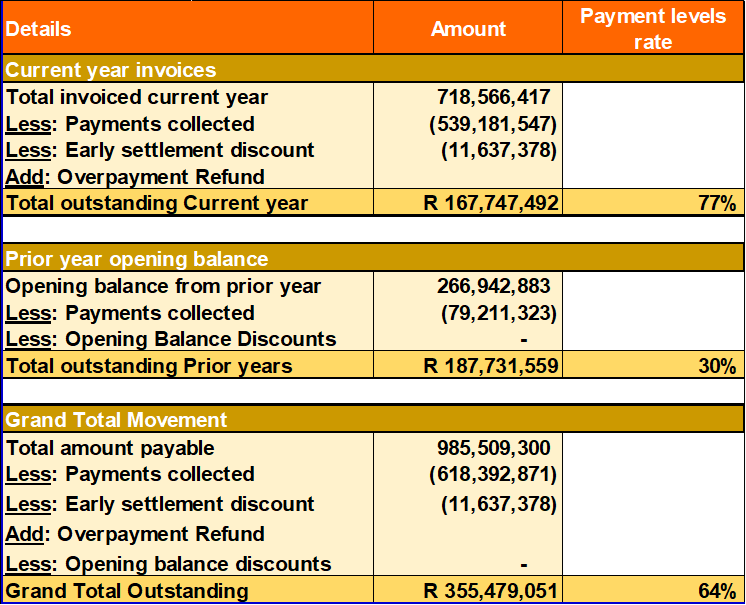 Details Amount Payment levels rate
Current year invoices
Total invoiced current year 718,566,417
Less: Payments collected (539,181,547)
Less: Early settlement discount (11,637,378)
Add: Overpayment Refund
Total outstanding Current year R 167,747,492 77%
Prior year opening balance
Opening balance from prior year 266,942,883
Less: Payments collected (79,211,323)
Less: Opening Balance Discounts -
Total outstanding Prior years R 187,731,559 30%
Grand Total Movement
Total amount payable 985,509,300
Less: Payments collected (618,392,871)
Less: Early settlement discount (11,637,378)
Add: Overpayment Refund
Less: Opening balance discounts -
Grand Total Outstanding R 355,479,051 64%